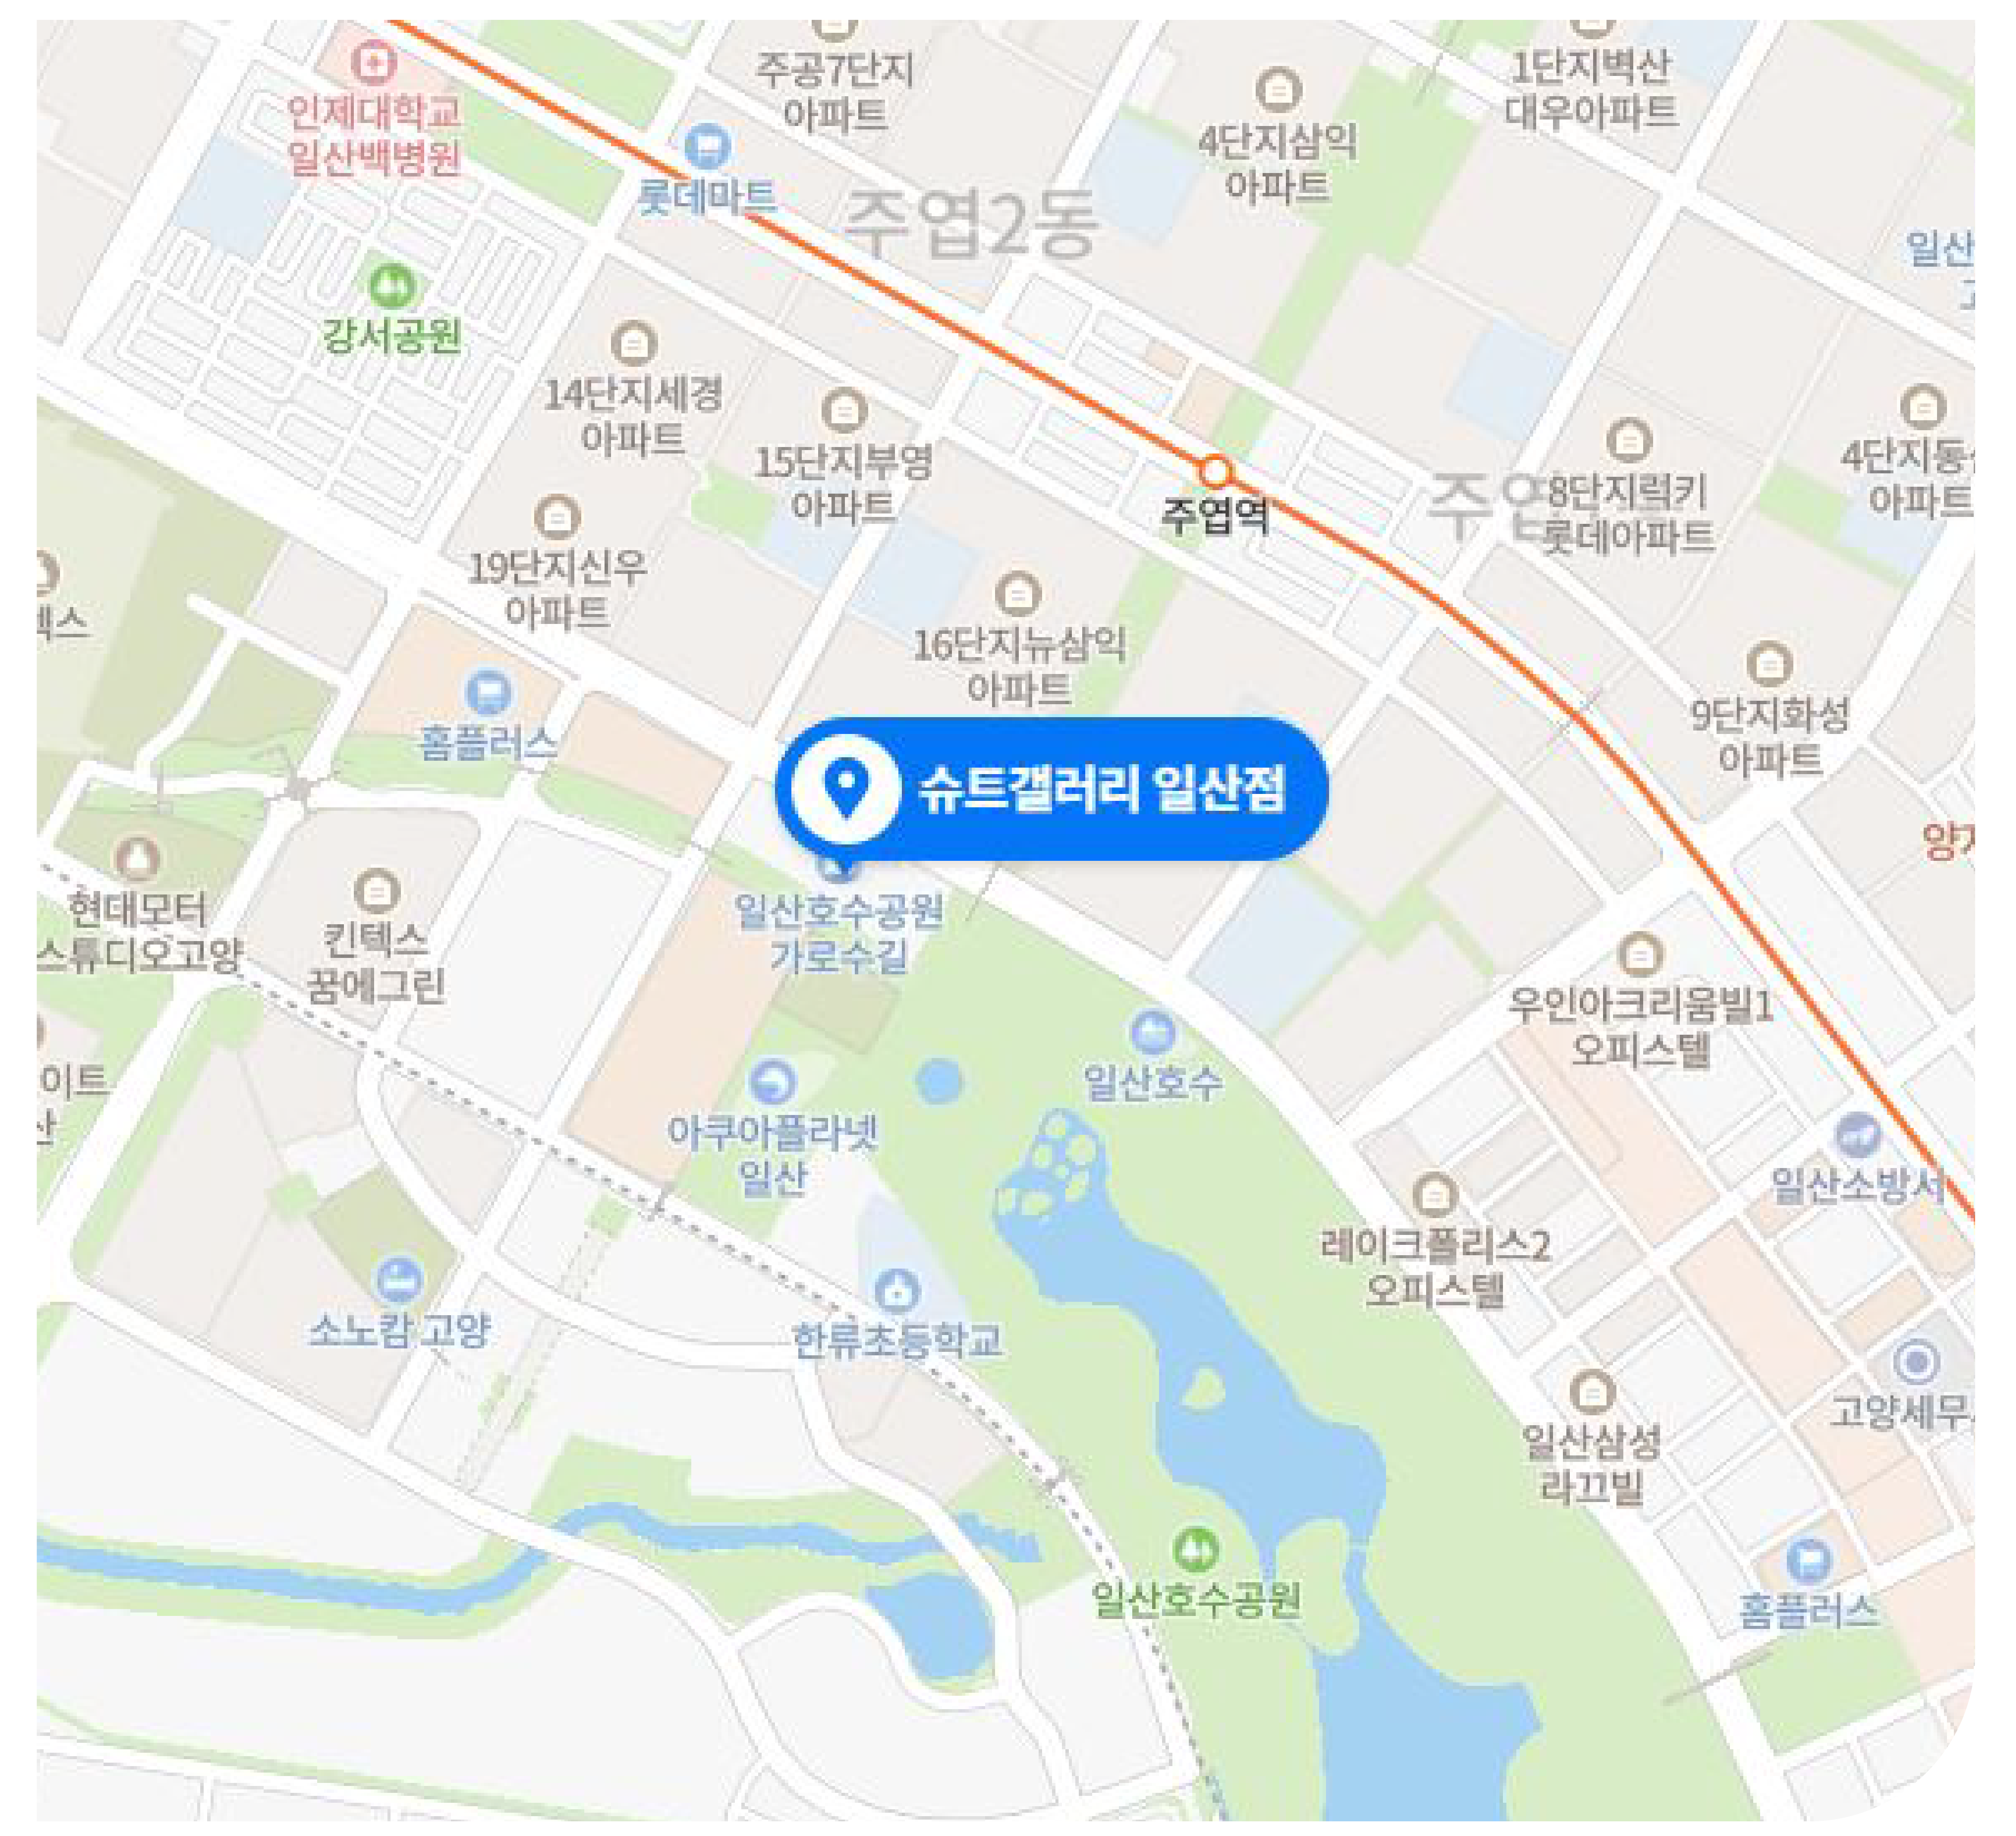 주공7단지
아파트
1단지벽산
대우아파트
인제대학교
일산백병원
4단지삼익
아파트
롯데마트
주엽2동
일산
강서공원
14단지세경
아파트
15단지부영
아파트
주엽역
8단지럭키
롯데아파트
4단지동
아파트
19단지신우
아파트
16단지뉴삼익
아파트
9단지화성
아파트
홈플러스
슈트갤러리 일산점
현대모터
스튜디오고양
킨텍스
꿈에그린
일산호수공원
가로수길
우인아크리움빌1
오피스텔
일산호수
이트
아쿠아플라넷
일산
일산소방서
레이크폴리스2
오피스텔
소노캄 고양
한류초등학교
고양세무
일산삼성
라끄빌
일산호수공원
홈플러스